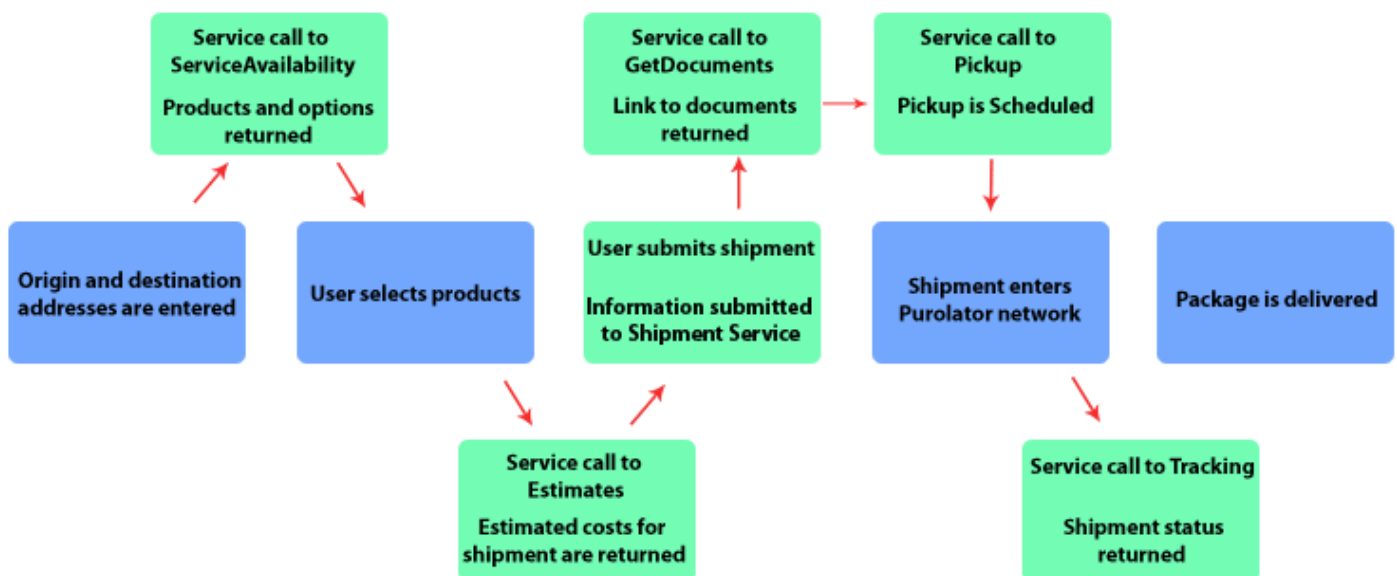 Service call to
ServiceAvailability
Products and options
returned
Service call to
GetDocuments
Link to documents
returned
Service call to
Pickup
Pickup is Scheduled
Origin and destination
addresses are entered
User selects products
User submits shipment
Information submitted
to Shipment Service
Shipment enters
Purolator network
Package is delivered
Service call to
Estimates
Estimated costs for
shipment are returned
Service call to Tracking
Shipment status
returned